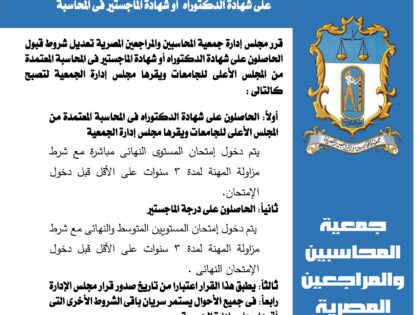 على شهادة الدكتوراه أو شهادة الماجستير فى المحاسبة
قرر مجلس إدارة جمعية المحاسبين والمراجعين المصرية تعديل شروط قبول
الحاصلون على شهادة الدكتوراه أو شهادة الماجستير فى المحاسبة المعتمدة
من المجلس الأعلى للجامعات ويقرها مجلس إدارة الجمعية لتصبح
كالتالى :
أولاً: الحاصلون على شهادة الدكتوراه فى المحاسبة المعتمدة من
المجلس الأعلى للجامعات ويقرها مجلس إدارة الجمعية
يتم دخول إمتحان المستوى النهائى مباشرة مع شرط
مزاولة المهنة لمدة ٣ سنوات على الأقل قبل دخول
الإمتحان.
ثانياً: الحاصلون على درجة الماجستير
يتم دخول إمتحان المستويين المتوسط والنهائى مع شرط
مزاولة المهنة لمدة ٣ سنوات على الأقل قبل دخول
الإمتحان النهائى .
ثالثاً: يطبق هذا القرار اعتبارا من تاريخ صدور قرار مجلس الإدارة
رابعاً: فى جميع الأحوال يستمر سريان باقى الشروط الأخرى التى
جمعية
المحاسبين
والمراجعين
المصرية